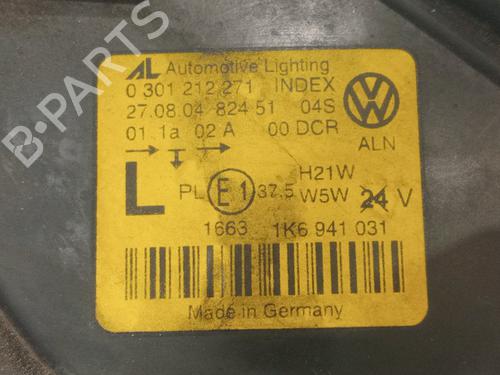 B-PARTS
AL Automotive Lighting
0 301 212 271 INDEX
27.08.04 824 51 04S
01 1a 02 A 00 DCR
ALN
L PL E1 37.5 H21W
W5W 24 V
1663 1K6 941 031
Made in Germany